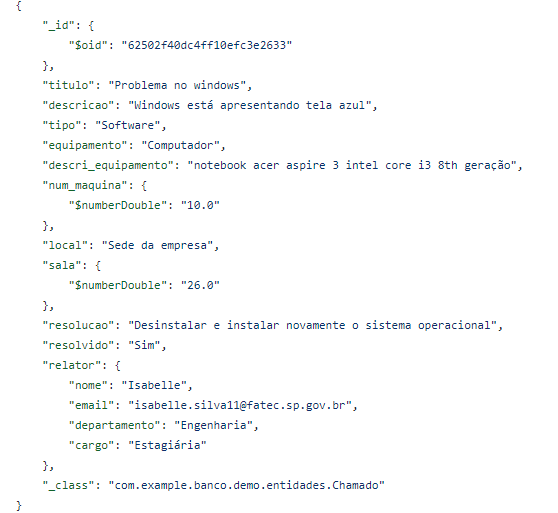 {
"_id": {
"$oid": "62502f40dc4ff10efc3e2633"
},
"titulo": "Problema no windows",
"descricao": "Windows está apresentando tela azul",
"tipo": "Software",
"equipamento": "Computador",
"descri_equipamento": "notebook acer aspire 3 intel core i3 8th geração",
"num_maquina": {
"$numberDouble": "10.0"
},
"local": "Sede da empresa",
"sala": {
"$numberDouble": "26.0"
},
"resolucao": "Desinstalar e instalar novamente o sistema operacional",
"resolvido": "Sim",
"relator": {
"nome": "Isabelle",
"email": "isabelle.silva11@fatec.sp.gov.br",
"departamento": "Engenharia",
"cargo": "Estagiária"
},
"_class": "com.example.banco.demo.entidades.Chamado"
}